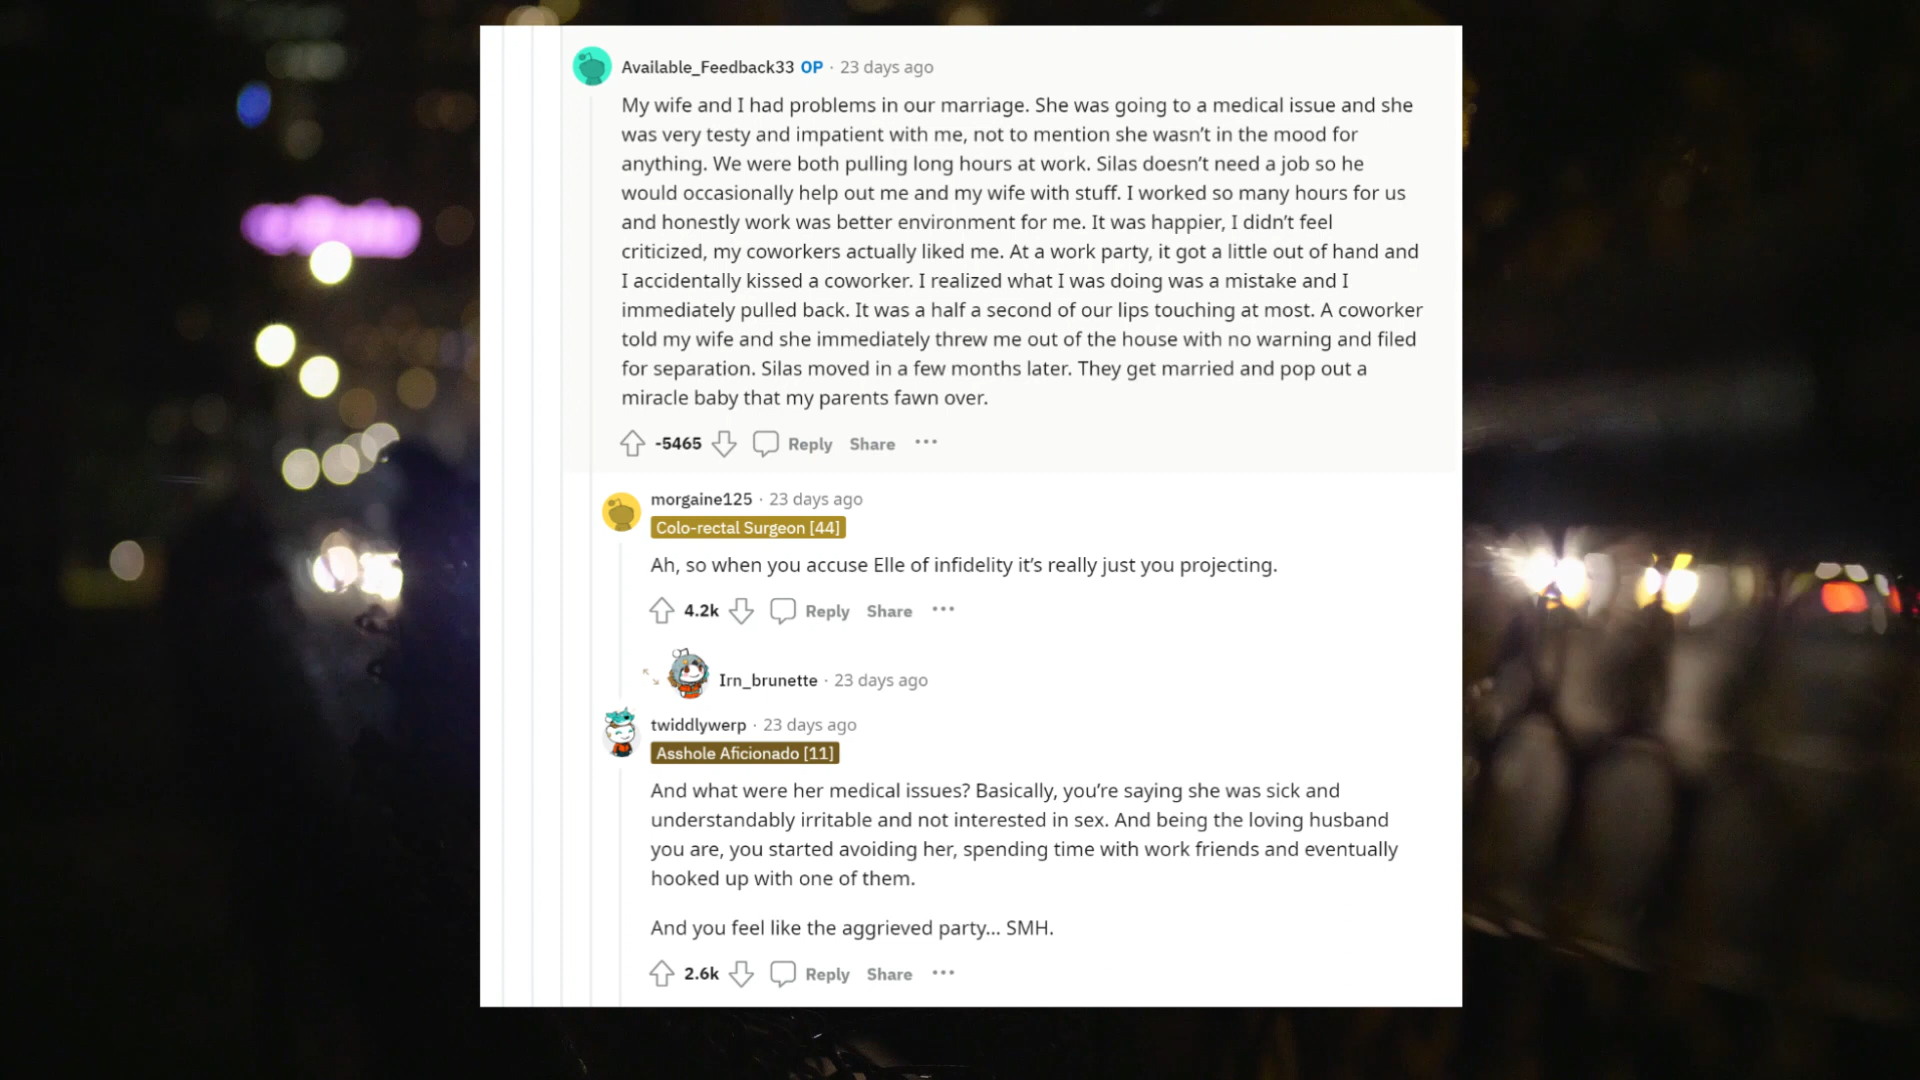 Available_Feedback33 OP · 23 days ago
My wife and I had problems in our marriage. She was going to a medical issue and she
was very testy and impatient with me, not to mention she wasn’t in the mood for
anything. We were both pulling long hours at work. Silas doesn’t need a job so he
would occasionally help out me and my wife with stuff. I worked so many hours for us
and honestly work was better environment for me. It was happier, I didn’t feel
criticized, my coworkers actually liked me. At a work party, it got a little out of hand and
I accidentally kissed a coworker. I realized what I was doing was a mistake and I
immediately pulled back. It was a half a second of our lips touching at most. A coworker
told my wife and she immediately threw me out of the house with no warning and filed
for separation. Silas moved in a few months later. They get married and pop out a
miracle baby that my parents fawn over.
-5465 Reply Share ···
morgaine125 · 23 days ago
Colo-rectal Surgeon [44]
Ah, so when you accuse Elle of infidelity it’s really just you projecting.
4.2k Reply Share ···
Irn_brunette · 23 days ago
twiddlywerp · 23 days ago
Asshole Aficionado [11]
And what were her medical issues? Basically, you’re saying she was sick and
understandably irritable and not interested in sex. And being the loving husband
you are, you started avoiding her, spending time with work friends and eventually
hooked up with one of them.
And you feel like the aggrieved party... SMH.
2.6k Reply Share ···